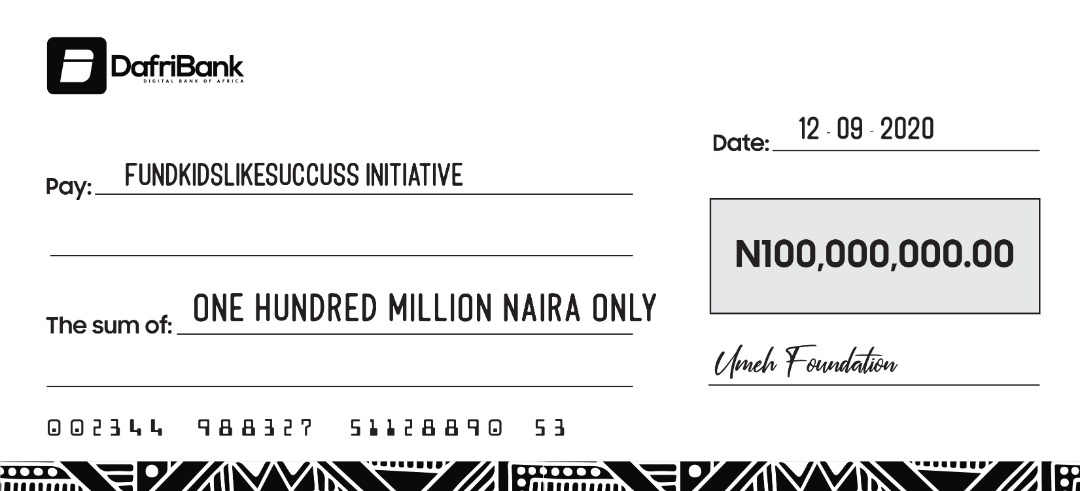 DafriBank
DIGITAL BANK OF AFRICA
Date: 12 - 09 - 2020
Pay: FUNDKIDSLIKESUCCUSS INITIATIVE
N100,000,000.00
The sum of: ONE HUNDRED MILLION NAIRA ONLY
Umeh Foundation
002344 988327 51128890 53